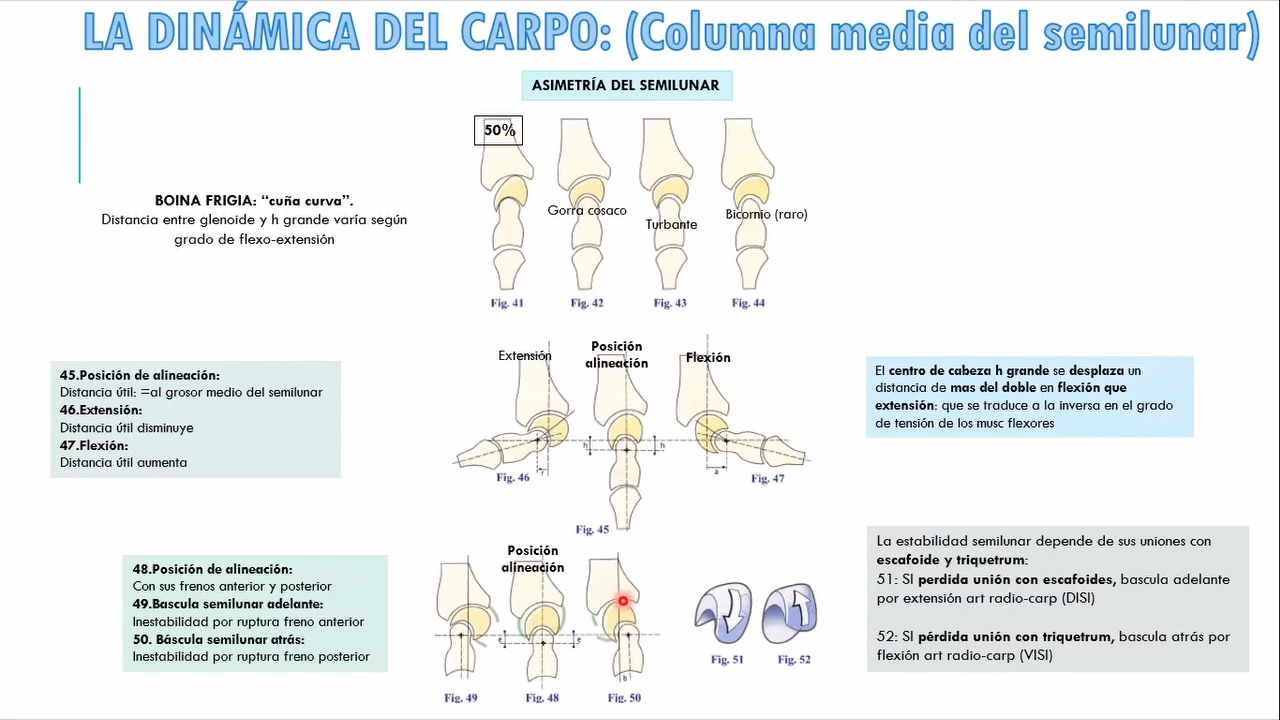 LA DINÁMICA DEL CARPO: (Columna media del semilunar)
ASIMETRÍA DEL SEMILUNAR
50%
BOINA FRIGIA: “cuña curva”.
Distancia entre glenoide y h grande varía según
grado de flexo-extensión
Gorra cosaco
Turbante
Bicornio (raro)
Fig. 41
Fig. 42
Fig. 43
Fig. 44
45.Posición de alineación:
Distancia útil: =al grosor medio del semilunar
46.Extensión:
Distancia útil disminuye
47.Flexión:
Distancia útil aumenta
Extensión
Posición
alineación
Flexión
h
h
r
a
Fig. 46
Fig. 47
Fig. 45
El centro de cabeza h grande se desplaza un
distancia de mas del doble en flexión que
extensión: que se traduce a la inversa en el grado
de tensión de los musc flexores
48.Posición de alineación:
Con sus frenos anterior y posterior
49.Bascula semilunar adelante:
Inestabilidad por ruptura freno anterior
50. Báscula semilunar atrás:
Inestabilidad por ruptura freno posterior
Posición
alineación
e
e
b
Fig. 49
Fig. 48
Fig. 50
Fig. 51
Fig. 52
La estabilidad semilunar depende de sus uniones con
escafoide y triquetrum:
51: SI perdida unión con escafoides, bascula adelante
por extensión art radio-carp (DISI)
52: SI pérdida unión con triquetrum, bascula atrás por
flexión art radio-carp (VISI)